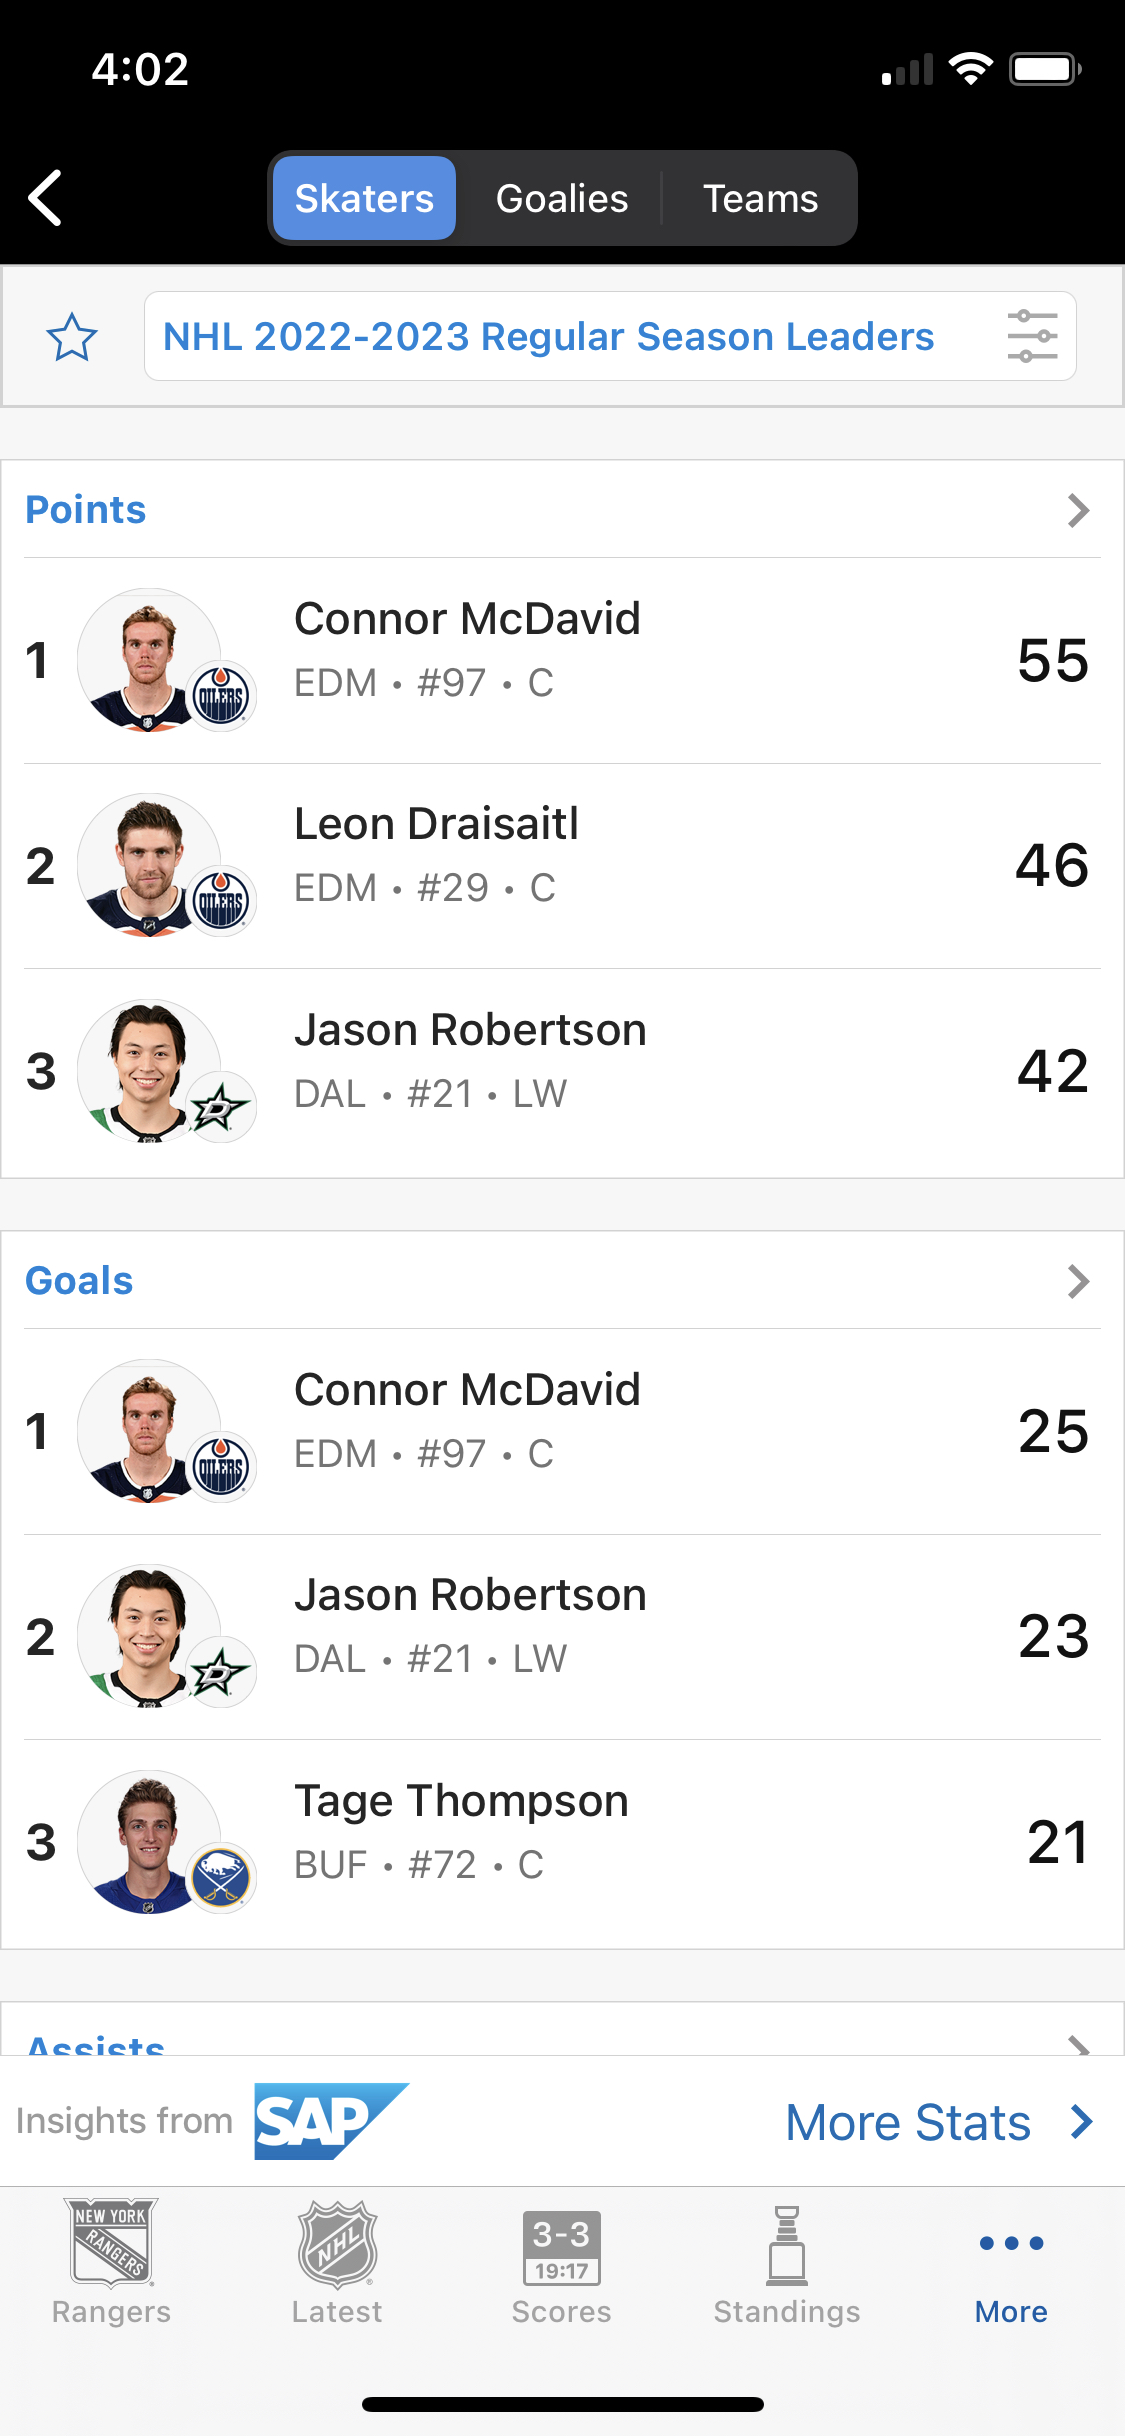 4:02
Skaters Goalies Teams
NHL 2022-2023 Regular Season Leaders
Points
1 Connor McDavid 55
EDM • #97 • C
OILERS
2 Leon Draisaitl 46
EDM • #29 • C
OILERS
3 Jason Robertson 42
DAL • #21 • LW
D
Goals
1 Connor McDavid 25
EDM • #97 • C
OILERS
2 Jason Robertson 23
DAL • #21 • LW
D
3 Tage Thompson 21
BUF • #72 • C
Assists
Insights from SAP More Stats
NEW YORK
RANGERS
NHL
3-3
19:17
Rangers Latest Scores Standings More